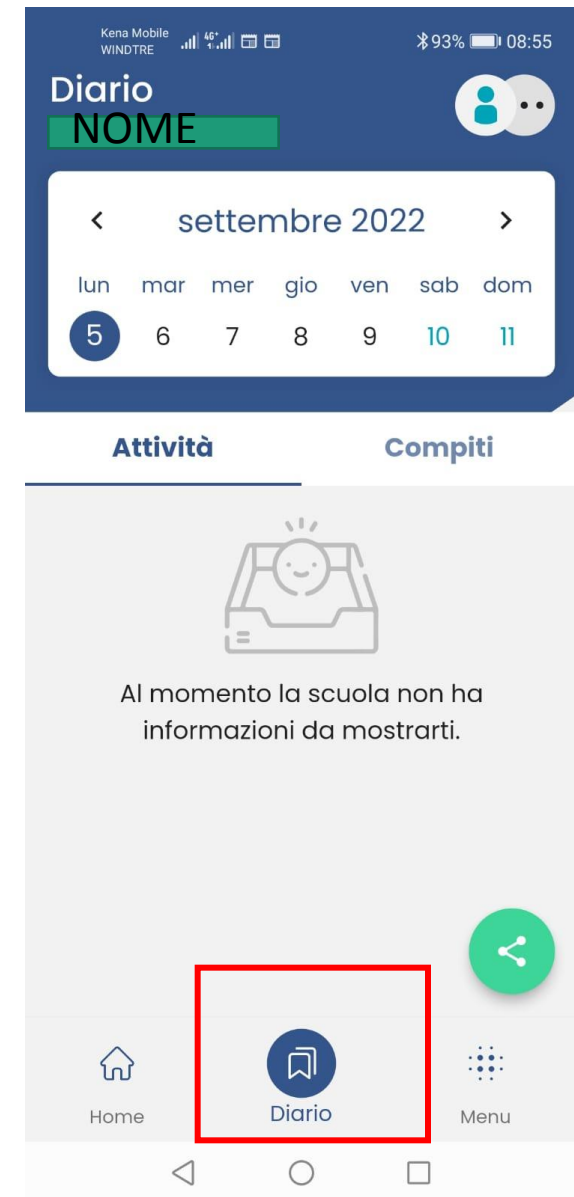 Kena Mobile
WINDTRE 4G+ 93% 08:55
Diario
NOME
< settembre 2022 >
lun mar mer gio ven sab dom
5 6 7 8 9 10 11
Attività Compiti
Al momento la scuola non ha
informazioni da mostrarti.
Home Diario Menu